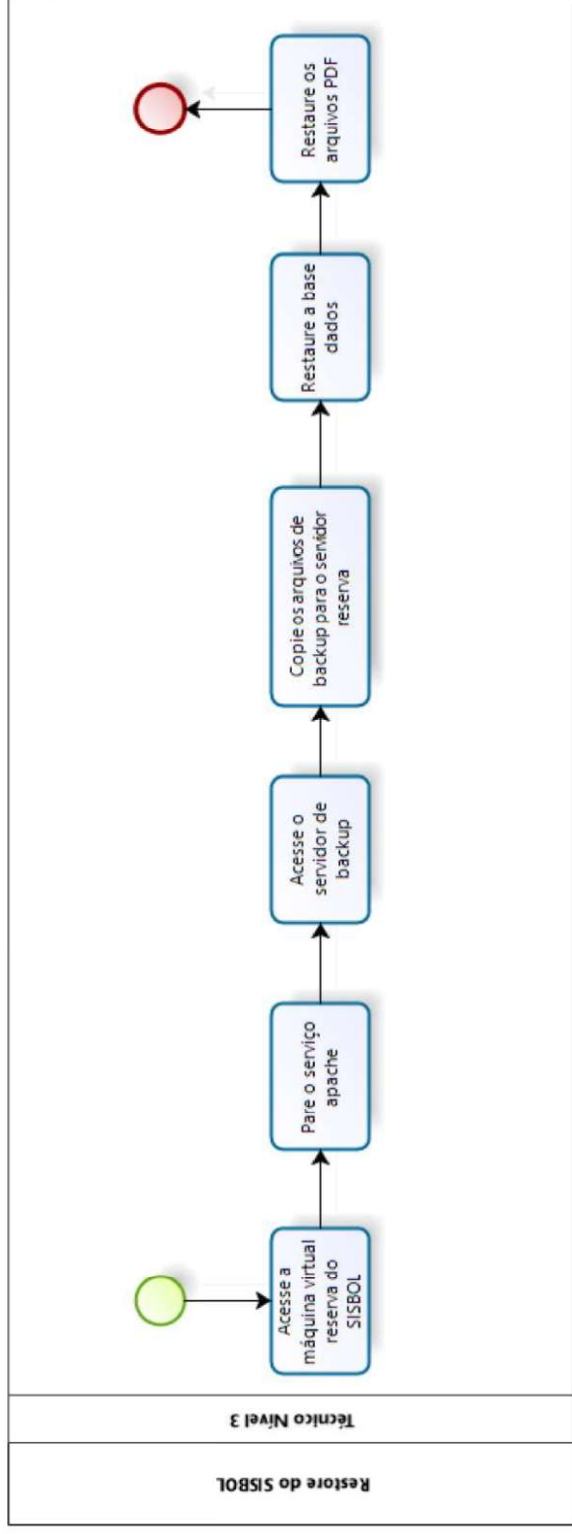 Restore do SISBOL
Técnico Nível 3
Acesse a
máquina virtual
reserva do
SISBOL
Pare o serviço
apache
Acesse o
servidor de
backup
Copie os arquivos de
backup para o servidor
reserva
Restaure a base
dados
Restaure os
arquivos PDF